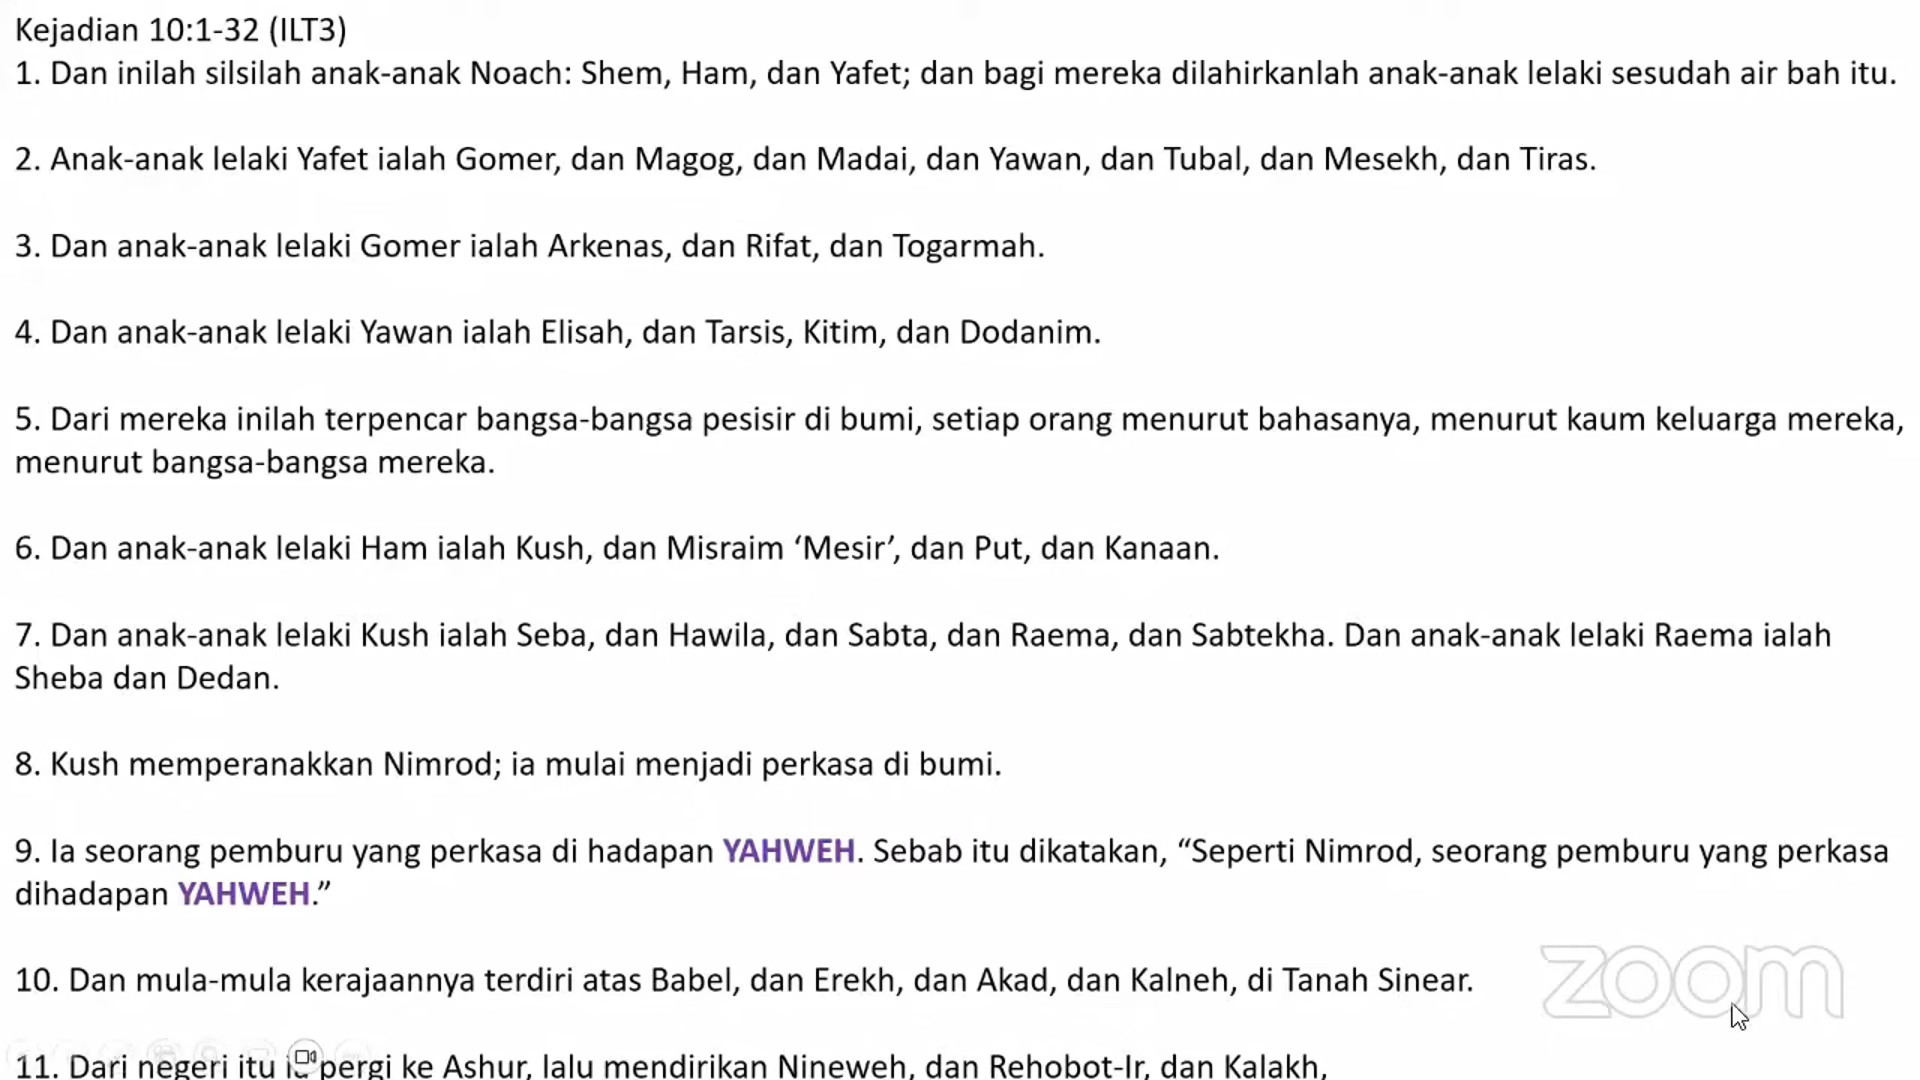 Kejadian 10:1-32 (ILT3)
1. Dan inilah silsilah anak-anak Noach: Shem, Ham, dan Yafet; dan bagi mereka dilahirkanlah anak-anak lelaki sesudah air bah itu.
2. Anak-anak lelaki Yafet ialah Gomer, dan Magog, dan Madai, dan Yawan, dan Tubal, dan Mesekh, dan Tiras.
3. Dan anak-anak lelaki Gomer ialah Arkenas, dan Rifat, dan Togarmah.
4. Dan anak-anak lelaki Yawan ialah Elisah, dan Tarsis, Kitim, dan Dodanim.
5. Dari mereka inilah terpencar bangsa-bangsa pesisir di bumi, setiap orang menurut bahasanya, menurut kaum keluarga mereka,
menurut bangsa-bangsa mereka.
6. Dan anak-anak lelaki Ham ialah Kush, dan Misraim ‘Mesir’, dan Put, dan Kanaan.
7. Dan anak-anak lelaki Kush ialah Seba, dan Hawila, dan Sabta, dan Raema, dan Sabtekha. Dan anak-anak lelaki Raema ialah
Sheba dan Dedan.
8. Kush memperanakkan Nimrod; ia mulai menjadi perkasa di bumi.
9. Ia seorang pemburu yang perkasa di hadapan YAHWEH. Sebab itu dikatakan, “Seperti Nimrod, seorang pemburu yang perkasa
dihadapan YAHWEH.”
10. Dan mula-mula kerajaannya terdiri atas Babel, dan Erekh, dan Akad, dan Kalneh, di Tanah Sinear.
zoom
11. Dari negeri itu ia pergi ke Ashur, lalu mendirikan Nineweh, dan Rehobot-Ir, dan Kalakh,